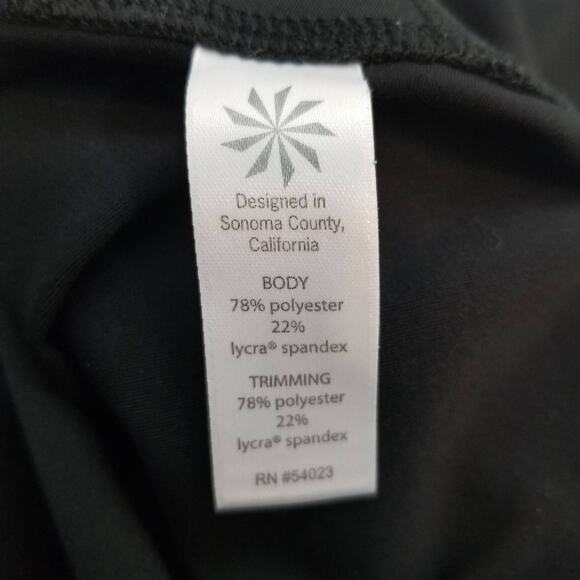 Designed in
Sonoma County,
California
BODY
78% polyester
22%
lycra® spandex
TRIMMING
78% polyester
22%
lycra® spandex
RN #54023